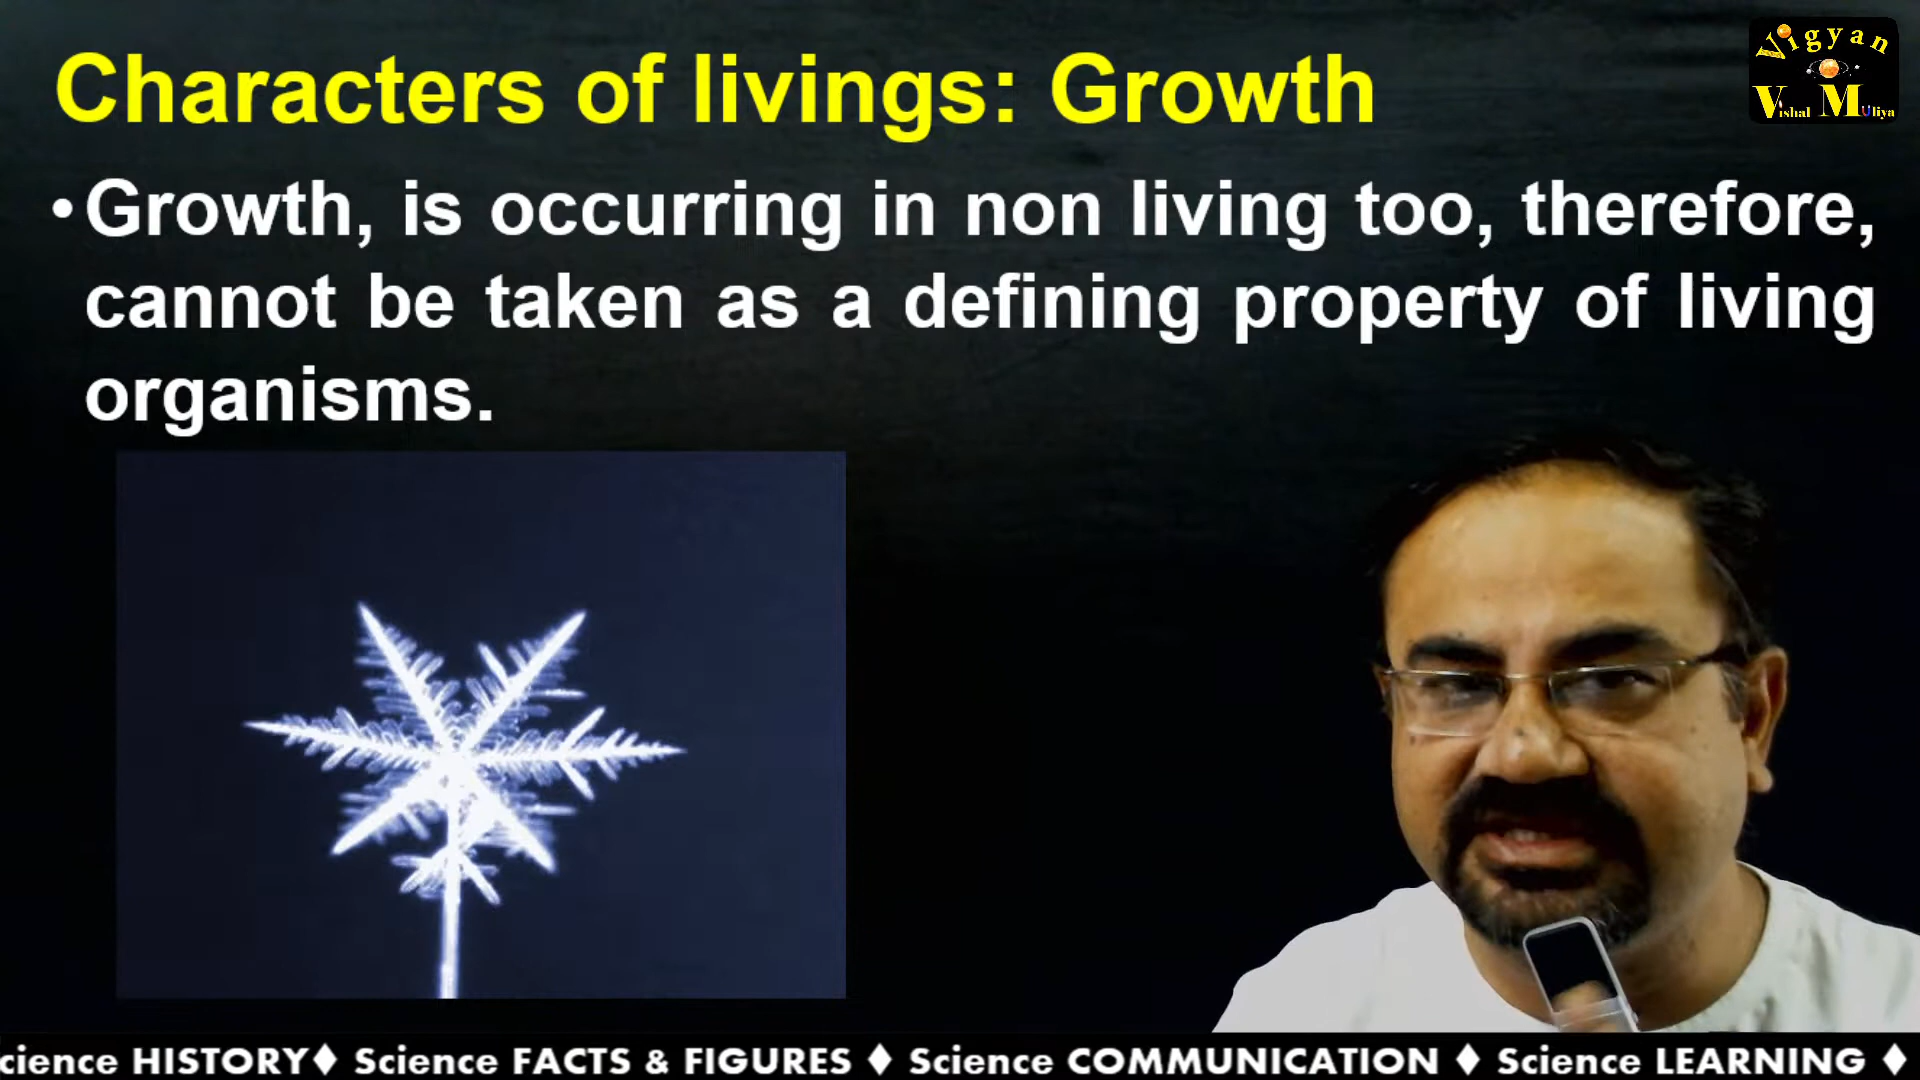 Characters of livings: Growth
Vigyan
Vishal Muliya
•Growth, is occurring in non living too, therefore,
cannot be taken as a defining property of living
organisms.
cience HISTORY♦ Science FACTS & FIGURES ♦ Science COMMUNICATION ♦ Science LEARNING ♦